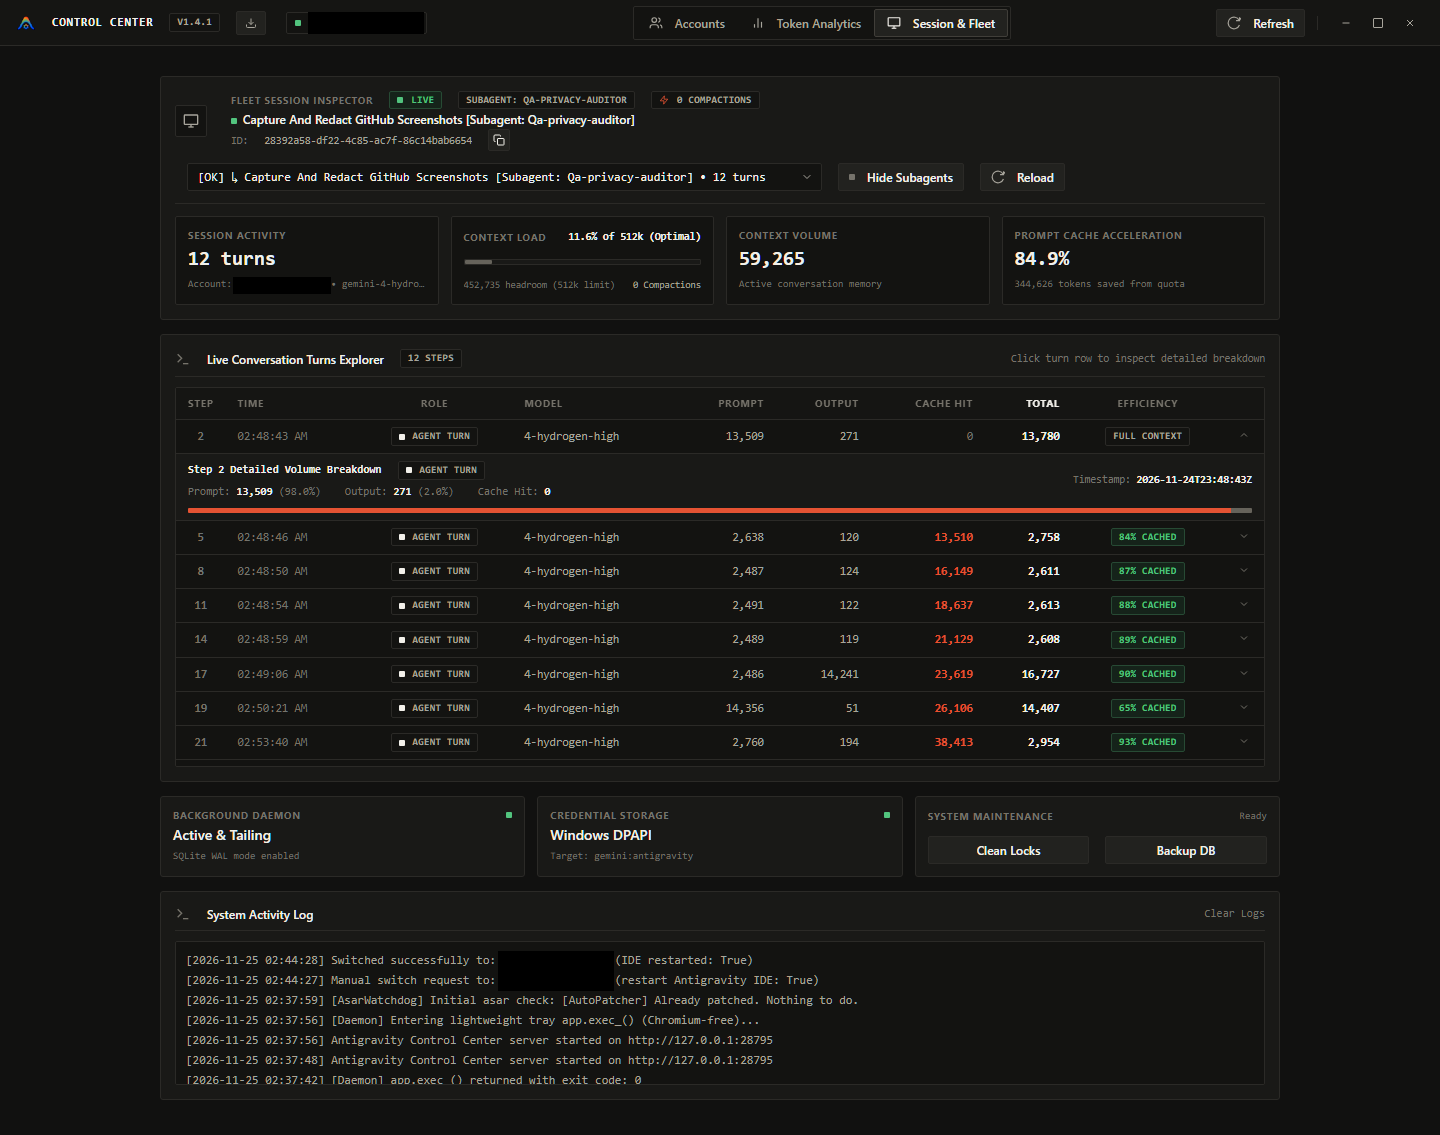 CONTROL CENTER V1.4.1 Accounts Token Analytics Session & Fleet Refresh
FLEET SESSION INSPECTOR LIVE SUBAGENT: QA-PRIVACY-AUDITOR 0 COMPACTIONS
Capture And Redact GitHub Screenshots [Subagent: Qa-privacy-auditor]
ID: 28392a58-df22-4c85-ac7f-86c14bab6654
[OK] ↳ Capture And Redact GitHub Screenshots [Subagent: Qa-privacy-auditor] • 12 turns Hide Subagents Reload
SESSION ACTIVITY
12 turns
Account: • gemini-4-hydro…
CONTEXT LOAD 11.6% of 512k (Optimal)
452,735 headroom (512k limit) 0 Compactions
CONTEXT VOLUME
59,265
Active conversation memory
PROMPT CACHE ACCELERATION
84.9%
344,626 tokens saved from quota
Live Conversation Turns Explorer 12 STEPS Click turn row to inspect detailed breakdown
STEP TIME ROLE MODEL PROMPT OUTPUT CACHE HIT TOTAL EFFICIENCY
2 02:48:43 AM AGENT TURN 4-hydrogen-high 13,509 271 0 13,780 FULL CONTEXT
Step 2 Detailed Volume Breakdown AGENT TURN
Prompt: 13,509 (98.0%) Output: 271 (2.0%) Cache Hit: 0
Timestamp: 2026-11-24T23:48:43Z
5 02:48:46 AM AGENT TURN 4-hydrogen-high 2,638 120 13,510 2,758 84% CACHED
8 02:48:50 AM AGENT TURN 4-hydrogen-high 2,487 124 16,149 2,611 87% CACHED
11 02:48:54 AM AGENT TURN 4-hydrogen-high 2,491 122 18,637 2,613 88% CACHED
14 02:48:59 AM AGENT TURN 4-hydrogen-high 2,489 119 21,129 2,608 89% CACHED
17 02:49:06 AM AGENT TURN 4-hydrogen-high 2,486 14,241 23,619 16,727 90% CACHED
19 02:50:21 AM AGENT TURN 4-hydrogen-high 14,356 51 26,106 14,407 65% CACHED
21 02:53:40 AM AGENT TURN 4-hydrogen-high 2,760 194 38,413 2,954 93% CACHED
BACKGROUND DAEMON
Active & Tailing
SQLite WAL mode enabled
CREDENTIAL STORAGE
Windows DPAPI
Target: gemini:antigravity
SYSTEM MAINTENANCE Ready
Clean Locks Backup DB
System Activity Log Clear Logs
[2026-11-25 02:44:28] Switched successfully to: (IDE restarted: True)
[2026-11-25 02:44:27] Manual switch request to: (restart Antigravity IDE: True)
[2026-11-25 02:37:59] [AsarWatchdog] Initial asar check: [AutoPatcher] Already patched. Nothing to do.
[2026-11-25 02:37:56] [Daemon] Entering lightweight tray app.exec_() (Chromium-free)...
[2026-11-25 02:37:56] Antigravity Control Center server started on http://127.0.0.1:28795
[2026-11-25 02:37:48] Antigravity Control Center server started on http://127.0.0.1:28795
[2026-11-25 02:37:42] [Daemon] app.exec_() returned with exit code: 0